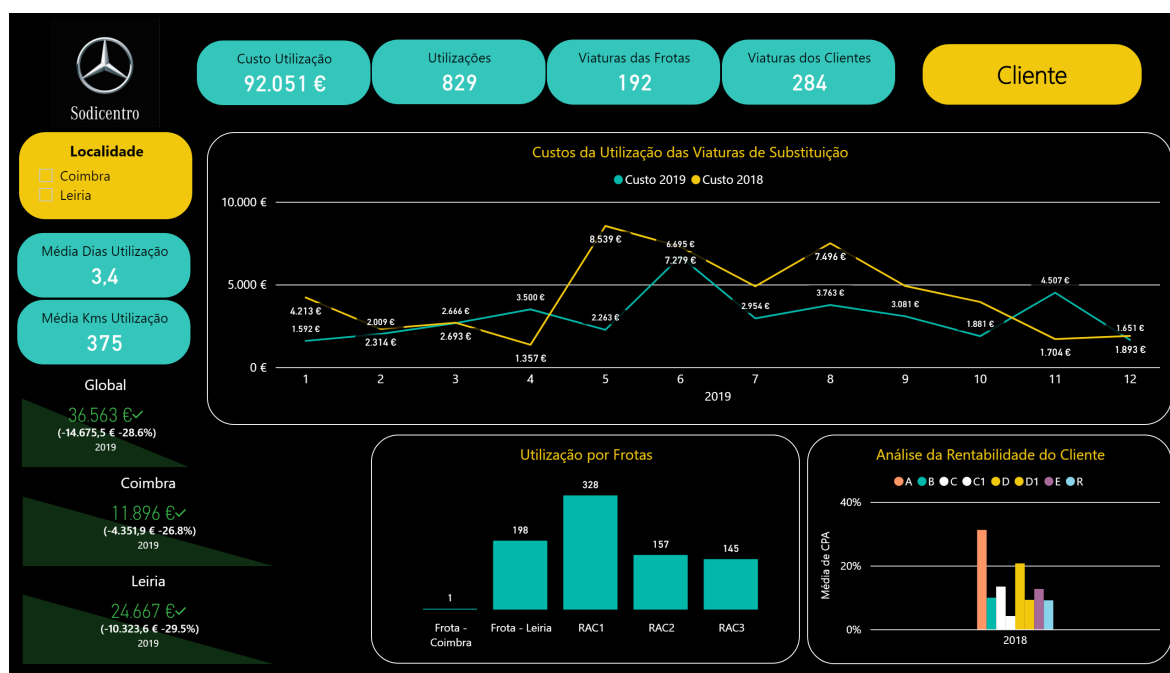 Sodicentro
Custo Utilização
92.051 €
Utilizações
829
Viaturas das Frotas
192
Viaturas dos Clientes
284
Cliente
Localidade
Coimbra
Leiria
Média Dias Utilização
3,4
Média Kms Utilização
375
Global
36.563 €
(-14.675,5 € -28.6%)
2019
Coimbra
11.896 €
(-4.351,9 € -26.8%)
2019
Leiria
24.667 €
(-10.323,6 € -29.5%)
2019
Custos da Utilização das Viaturas de Substituição
Custo 2019 Custo 2018
10.000 €
5.000 €
0 €
4.213 €
1.592 €
2.009 €
2.314 €
2.666 €
2.693 €
3.500 €
1.357 €
8.539 €
2.263 €
6.695 €
7.279 €
2.954 €
7.496 €
3.763 €
3.081 €
1.881 €
4.507 €
1.704 €
1.651 €
1.893 €
1 2 3 4 5 6 7 8 9 10 11 12
2019
Utilização por Frotas
1
198
328
157
145
Frota - Coimbra
Frota - Leiria
RAC1
RAC2
RAC3
Análise da Rentabilidade do Cliente
A B C C1 D D1 E R
Média de CPA
40%
20%
0%
2018